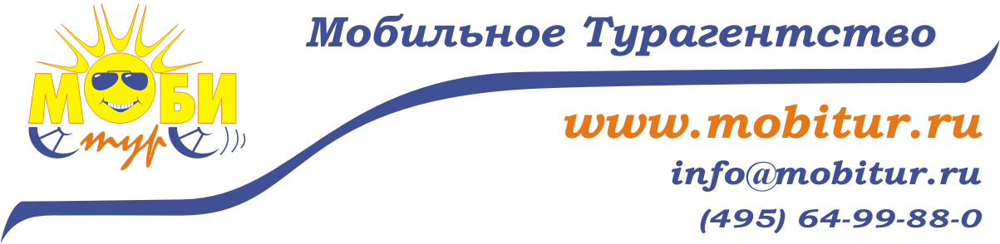 МОБИ
тур
Мобильное Турагентство
www.mobitur.ru
info@mobitur.ru
(495) 64-99-88-0